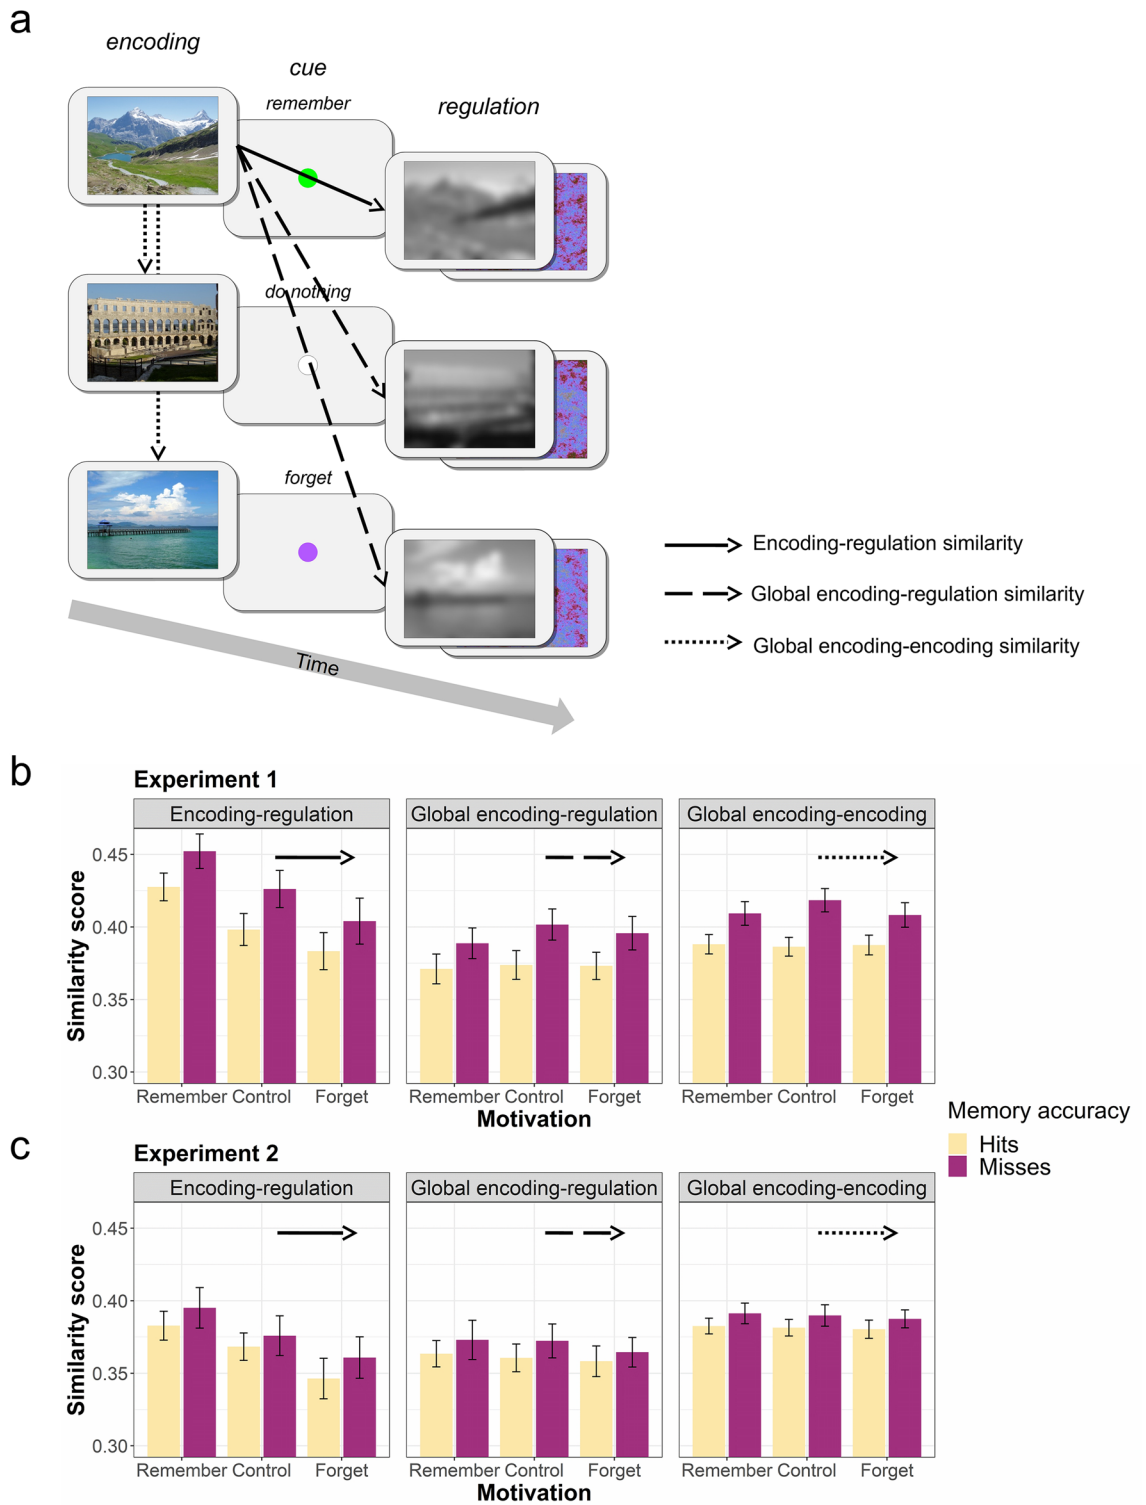 a
encoding
cue
remember
regulation
do nothing
forget
Encoding-regulation similarity
Global encoding-regulation similarity
Global encoding-encoding similarity
Time
b
Experiment 1
Encoding-regulation
Global encoding-regulation
Global encoding-encoding
Similarity score
0.45
0.40
0.35
0.30
Remember Control Forget
Remember Control Forget
Remember Control Forget
Motivation
Memory accuracy
Hits
Misses
c
Experiment 2
Encoding-regulation
Global encoding-regulation
Global encoding-encoding
Similarity score
0.45
0.40
0.35
0.30
Remember Control Forget
Remember Control Forget
Remember Control Forget
Motivation